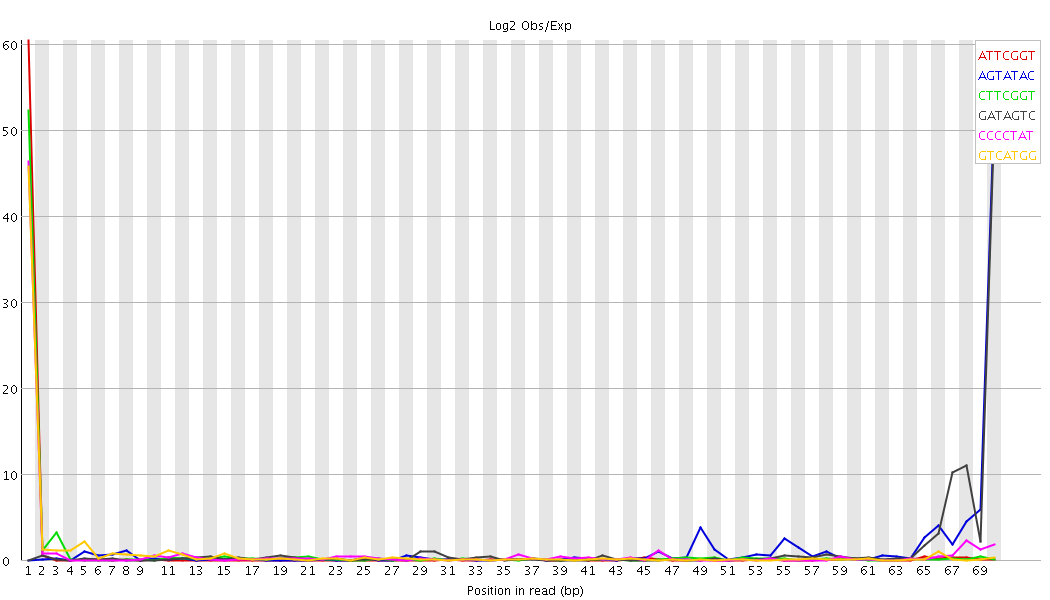 Log2 Obs/Exp
60
50
40
30
20
10
0
ATTCGGT
AGTATAC
CTTCGGT
GATAGTC
CCCCTAT
GTCATGG
1 2 3 4 5 6 7 8 9 11 13 15 17 19 21 23 25 27 29 31 33 35 37 39 41 43 45 47 49 51 53 55 57 59 61 63 65 67 69
Position in read (bp)